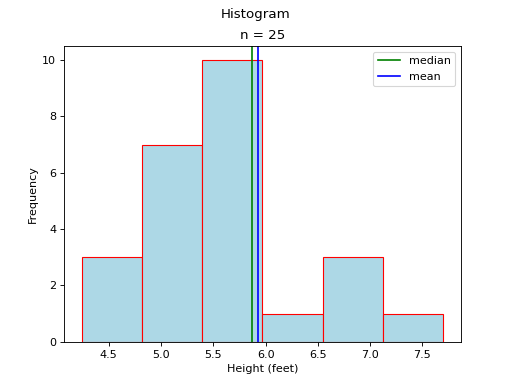 Histogram
n = 25
median
mean
Frequency
10
8
6
4
2
0
4.5 5.0 5.5 6.0 6.5 7.0 7.5
Height (feet)